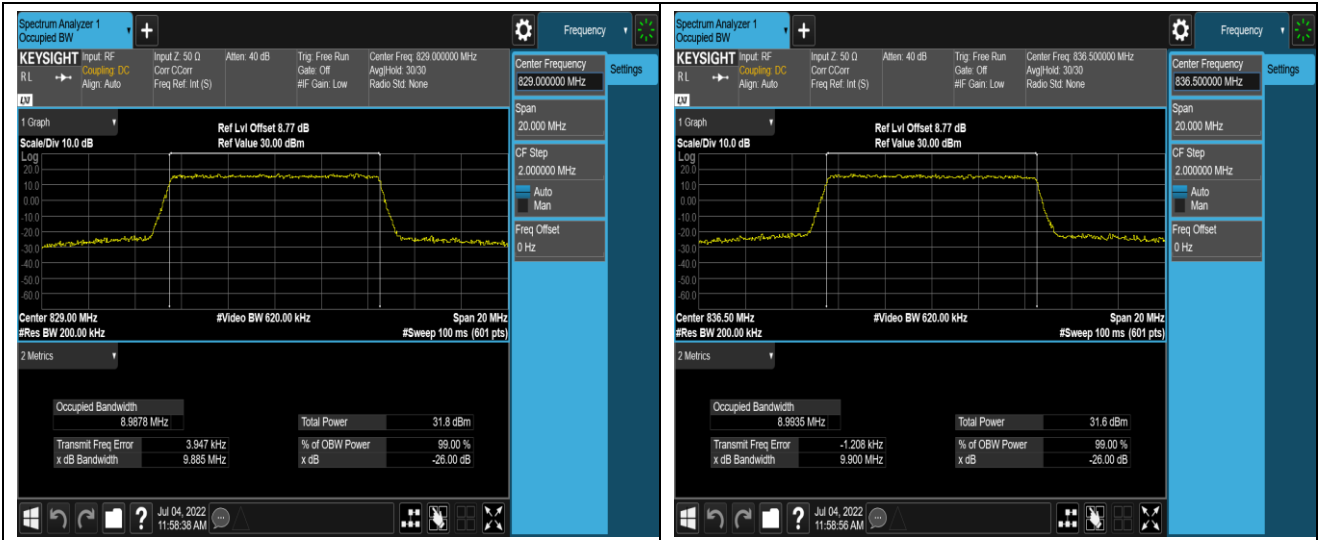 Spectrum Analyzer 1
Occupied BW
Frequency
KEYSIGHT
R L
LXI
Input: RF
Coupling: DC
Align: Auto
Input Z: 50 Ω
Corr CCorr
Freq Ref: Int (S)
Atten: 40 dB
Trig: Free Run
Gate: Off
#IF Gain: Low
Center Freq: 829.000000 MHz
Avg|Hold: 30/30
Radio Std: None
Center Frequency
829.000000 MHz
Settings
Span
20.000 MHz
CF Step
2.000000 MHz
Auto
Man
Freq Offset
0 Hz
1 Graph
Scale/Div 10.0 dB
Ref Lvl Offset 8.77 dB
Ref Value 30.00 dBm
Log
20.0
10.0
0.00
-10.0
-20.0
-30.0
-40.0
-50.0
-60.0
Center 829.00 MHz
#Video BW 620.00 kHz
Span 20 MHz
#Res BW 200.00 kHz
#Sweep 100 ms (601 pts)
2 Metrics
Occupied Bandwidth
8.9878 MHz
Total Power 31.8 dBm
Transmit Freq Error 3.947 kHz
% of OBW Power 99.00 %
x dB Bandwidth 9.885 MHz
x dB -26.00 dB
?
Jul 04, 2022
11:58:38 AM
Spectrum Analyzer 1
Occupied BW
Frequency
KEYSIGHT
R L
LXI
Input: RF
Coupling: DC
Align: Auto
Input Z: 50 Ω
Corr CCorr
Freq Ref: Int (S)
Atten: 40 dB
Trig: Free Run
Gate: Off
#IF Gain: Low
Center Freq: 836.500000 MHz
Avg|Hold: 30/30
Radio Std: None
Center Frequency
836.500000 MHz
Settings
Span
20.000 MHz
CF Step
2.000000 MHz
Auto
Man
Freq Offset
0 Hz
1 Graph
Scale/Div 10.0 dB
Ref Lvl Offset 8.77 dB
Ref Value 30.00 dBm
Log
20.0
10.0
0.00
-10.0
-20.0
-30.0
-40.0
-50.0
-60.0
Center 836.50 MHz
#Video BW 620.00 kHz
Span 20 MHz
#Res BW 200.00 kHz
#Sweep 100 ms (601 pts)
2 Metrics
Occupied Bandwidth
8.9935 MHz
Total Power 31.6 dBm
Transmit Freq Error -1.208 kHz
% of OBW Power 99.00 %
x dB Bandwidth 9.900 MHz
x dB -26.00 dB
?
Jul 04, 2022
11:58:56 AM